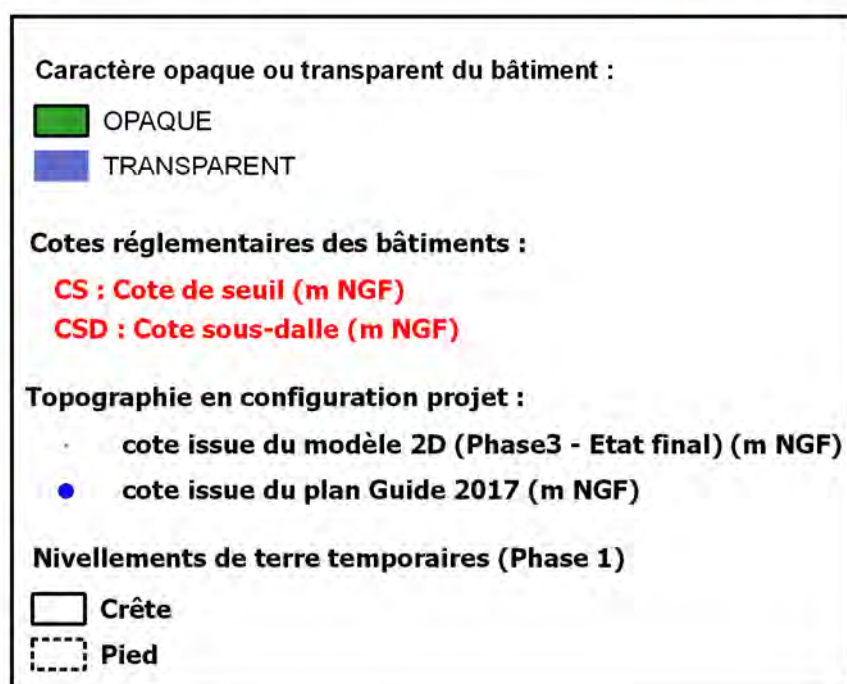 Caractère opaque ou transparent du bâtiment :
OPAQUE
TRANSPARENT
Cotes réglementaires des bâtiments :
CS : Cote de seuil (m NGF)
CSD : Cote sous-dalle (m NGF)
Topographie en configuration projet :
cote issue du modèle 2D (Phase3 - Etat final) (m NGF)
cote issue du plan Guide 2017 (m NGF)
Nivellements de terre temporaires (Phase 1)
Crête
Pied